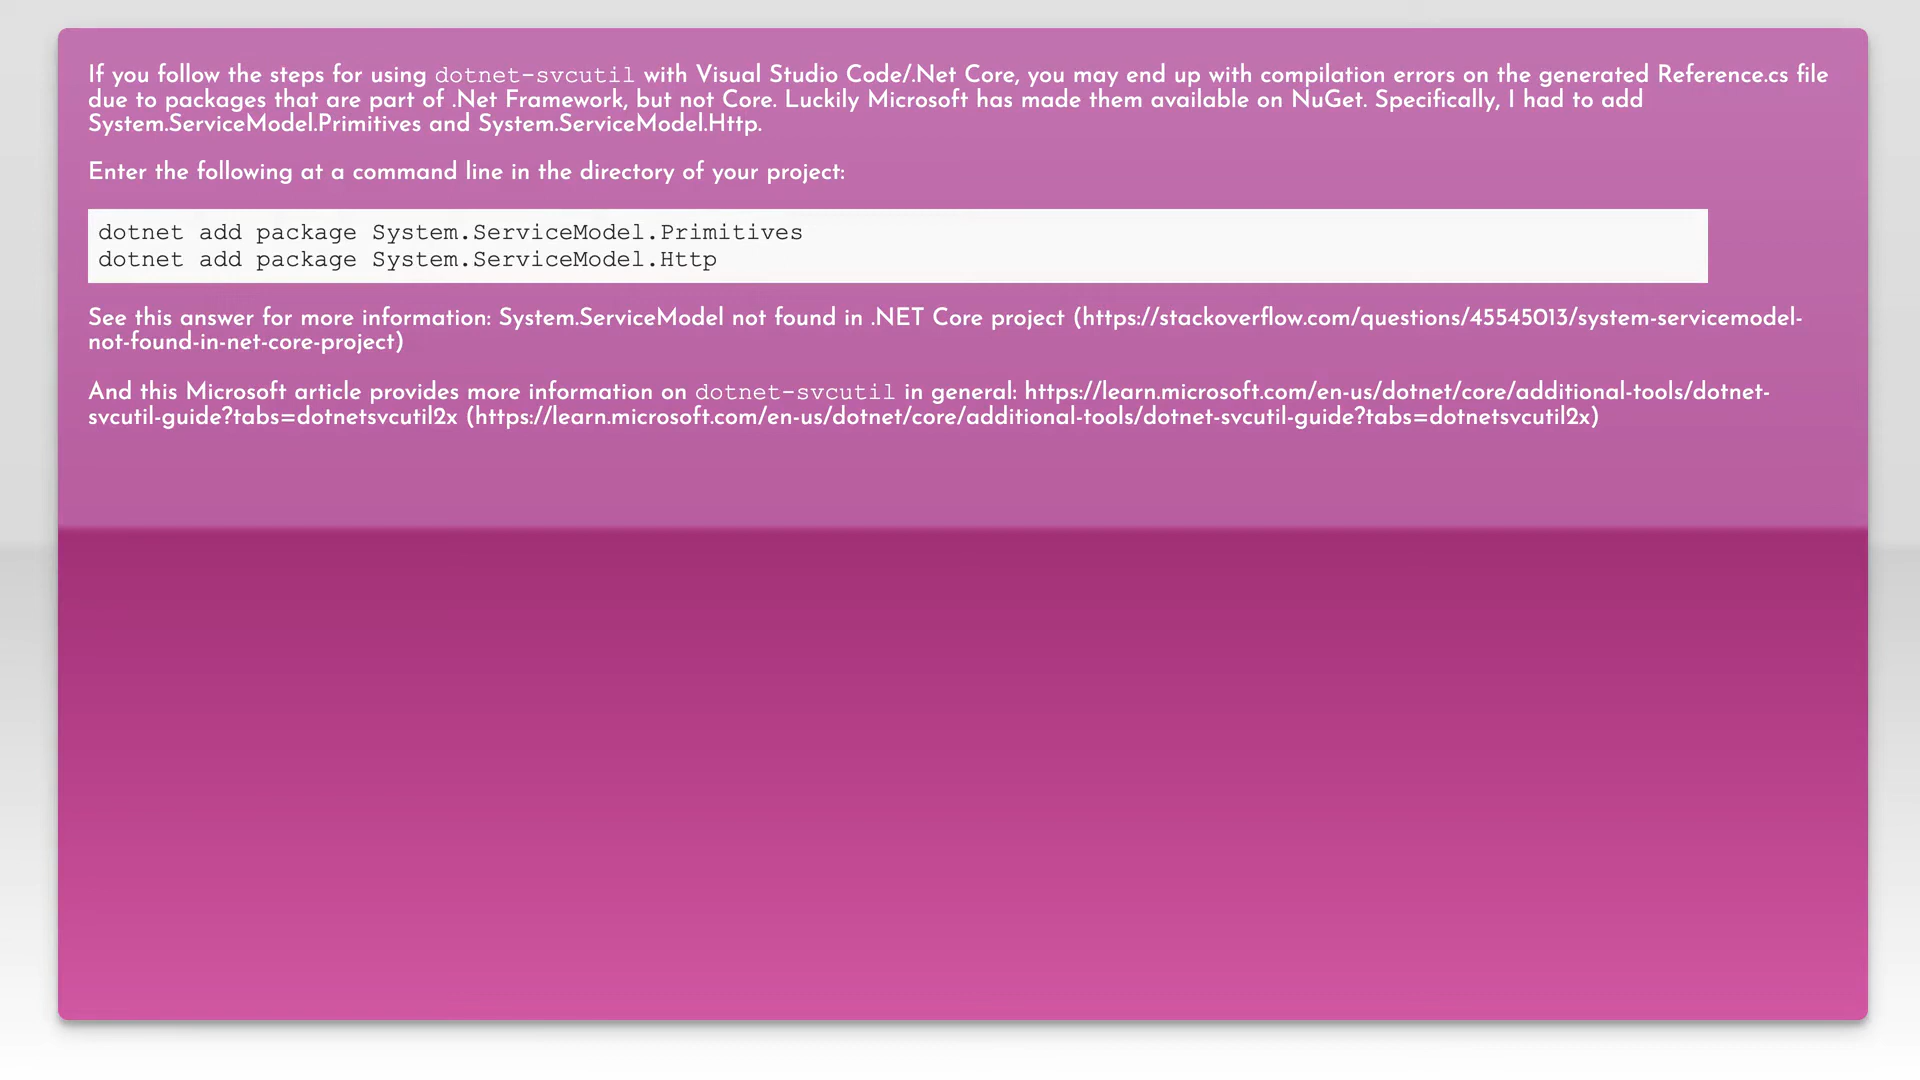 If you follow the steps for using dotnet-svcutil with Visual Studio Code/.Net Core, you may end up with compilation errors on the generated Reference.cs file
due to packages that are part of .Net Framework, but not Core. Luckily Microsoft has made them available on NuGet. Specifically, I had to add
System.ServiceModel.Primitives and System.ServiceModel.Http.
Enter the following at a command line in the directory of your project:
dotnet add package System.ServiceModel.Primitives
dotnet add package System.ServiceModel.Http
See this answer for more information: System.ServiceModel not found in .NET Core project (https://stackoverflow.com/questions/45545013/system-servicemodel-
not-found-in-net-core-project)
And this Microsoft article provides more information on dotnet-svcutil in general: https://learn.microsoft.com/en-us/dotnet/core/additional-tools/dotnet-
svcutil-guide?tabs=dotnetsvcutil2x (https://learn.microsoft.com/en-us/dotnet/core/additional-tools/dotnet-svcutil-guide?tabs=dotnetsvcutil2x)